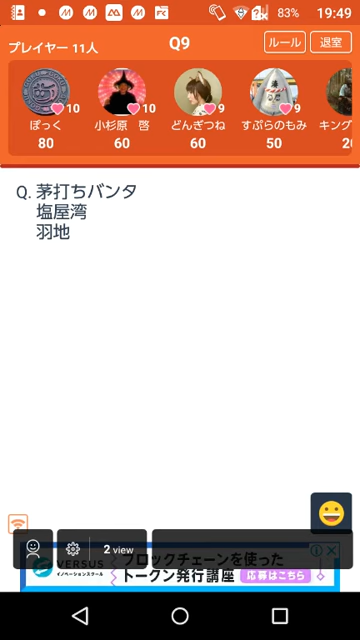 83% 19:49
プレイヤー 11人
Q9
ルール
退室
10
10
9
9
ぽっく
小杉原 啓
どんぎつね
すぷらのもみ
キング
80
60
60
50
Q. 茅打ちバンタ
塩屋湾
羽地
2 view
ブロックチェーンを使った
VERSUS
イノベーションスクール
トークン発行講座
応募はこちら